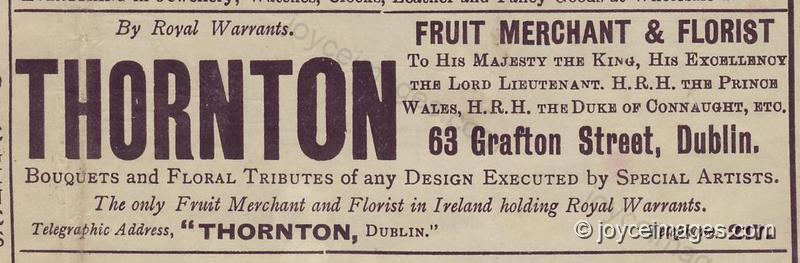 By Royal Warrants.
THORNTON
FRUIT MERCHANT & FLORIST
To His Majesty the King, His Excellency
the Lord Lieutenant. H.R.H. the Prince
Wales, H.R.H. the Duke of Connaught, etc.
63 Grafton Street, Dublin.
Bouquets and Floral Tributes of any Design Executed by Special Artists.
The only Fruit Merchant and Florist in Ireland holding Royal Warrants.
Telegraphic Address, "THORNTON, Dublin."
© joyceimages.com